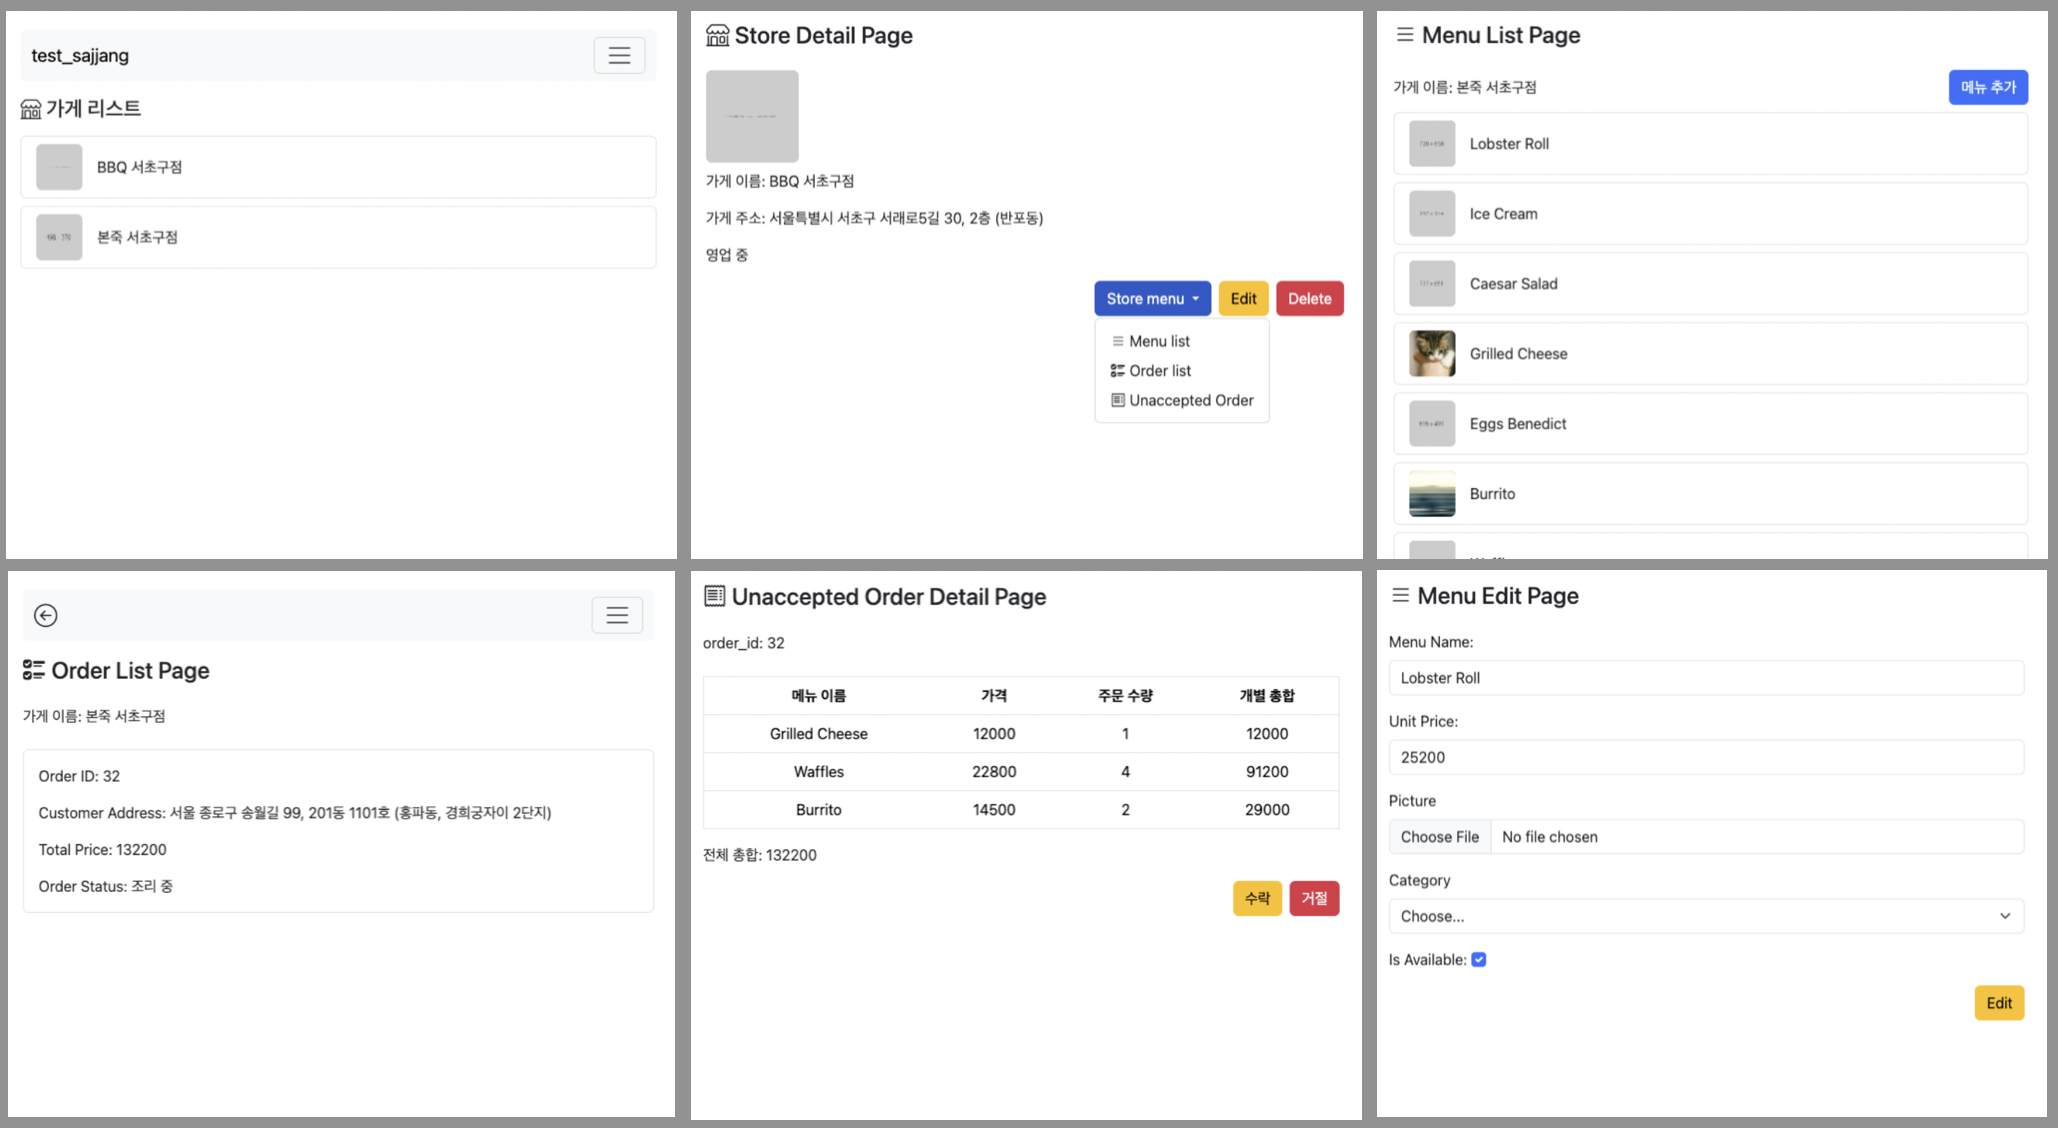 test_sajjang
가게 리스트
BBQ 서초구점
본죽 서초구점
Store Detail Page
가게 이름: BBQ 서초구점
가게 주소: 서울특별시 서초구 서래로5길 30, 2층 (반포동)
영업 중
Store menu Edit Delete
Menu list
Order list
Unaccepted Order
Menu List Page
가게 이름: 본죽 서초구점 메뉴 추가
Lobster Roll
Ice Cream
Caesar Salad
Grilled Cheese
Eggs Benedict
Burrito
Order List Page
가게 이름: 본죽 서초구점
Order ID: 32
Customer Address: 서울 종로구 송월길 99, 201동 1101호 (홍파동, 경희궁자이 2단지)
Total Price: 132200
Order Status: 조리 중
Unaccepted Order Detail Page
order_id: 32
메뉴 이름 가격 주문 수량 개별 총합
Grilled Cheese 12000 1 12000
Waffles 22800 4 91200
Burrito 14500 2 29000
전체 총합: 132200
수락 거절
Menu Edit Page
Menu Name:
Lobster Roll
Unit Price:
25200
Picture
Choose File No file chosen
Category
Choose...
Is Available:
Edit